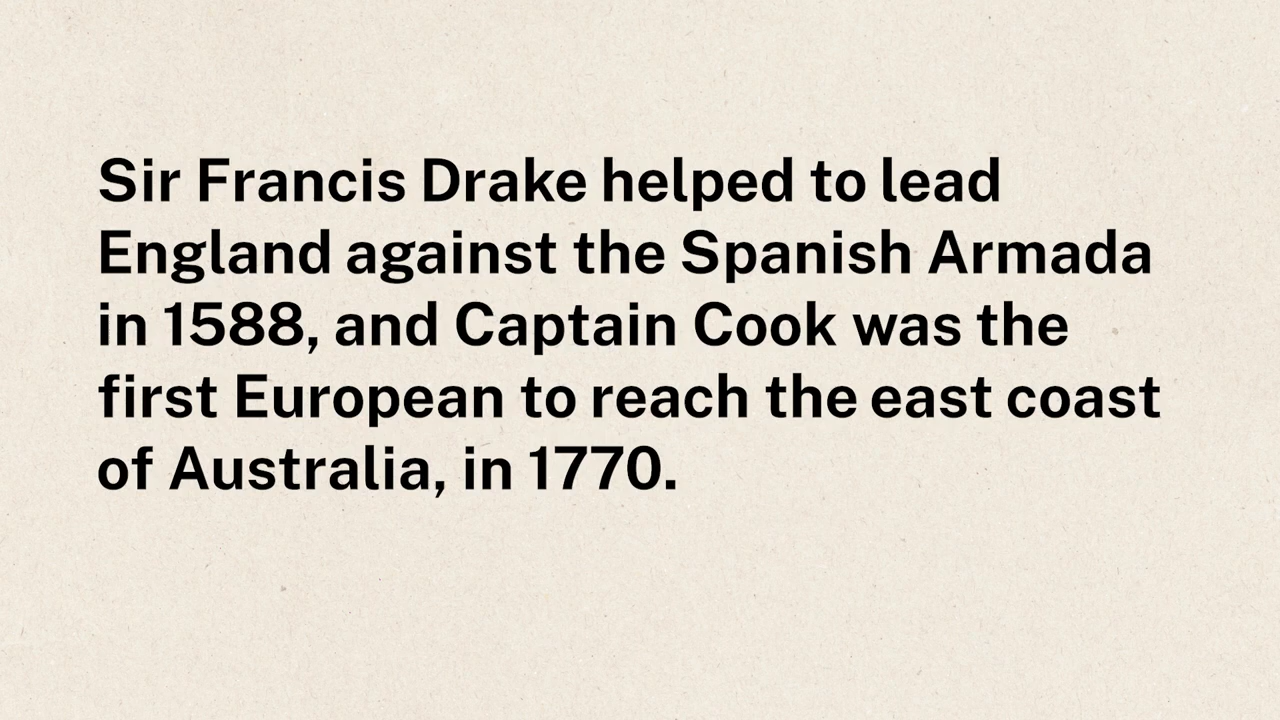 Sir Francis Drake helped to lead
England against the Spanish Armada
in 1588, and Captain Cook was the
first European to reach the east coast
of Australia, in 1770.